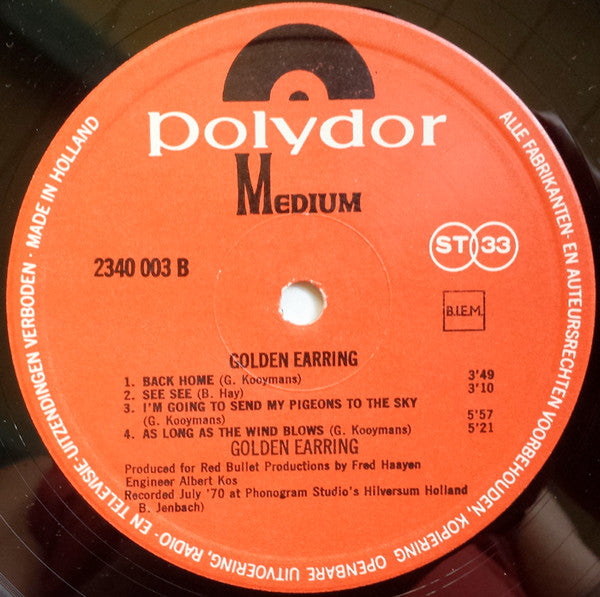 polydor
MEDIUM
ST 33
2340 003 B
B.I.E.M.
GOLDEN EARRING
1. BACK HOME (G. Kooymans) 3'49
2. SEE SEE (B. Hay) 3'10
3. I'M GOING TO SEND MY PIGEONS TO THE SKY
(G. Kooymans) 5'57
4. AS LONG AS THE WIND BLOWS (G. Kooymans) 5'21
GOLDEN EARRING
Produced for Red Bullet Productions by Fred Haayen
Engineer Albert Kos
Recorded July '70 at Phonogram Studio's Hilversum Holland
B. Jenbach)
ALLE FABRIKANTEN- EN AUTEURSRECHTEN VOORBEHOUDEN, KOPIERING, OPENBARE UITVOERING, RADIO- EN TELEVISIE-UITZENDINGEN VERBODEN · MADE IN HOLLAND